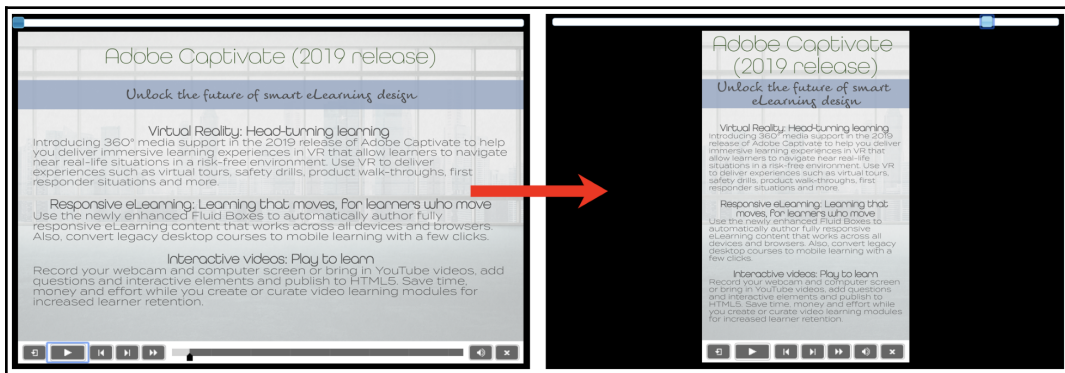 Adobe Captivate (2019 release)
Unlock the future of smart eLearning design
Virtual Reality: Head-turning learning
Introducing 360° media support in the 2019 release of Adobe Captivate to help
you deliver immersive learning experiences in VR that allow learners to navigate
near real-life situations in a risk-free environment. Use VR to deliver
experiences such as virtual tours, safety drills, product walk-throughs, first
responder situations and more.
Responsive eLearning: Learning that moves, for learners who move
Use the newly enhanced Fluid Boxes to automatically author fully
responsive eLearning content that works across all devices and browsers.
Also, convert legacy desktop courses to mobile learning with a few clicks.
Interactive videos: Play to learn
Record your webcam and computer screen or bring in YouTube videos, add
questions and interactive elements and publish to HTML5. Save time,
money and effort while you create or curate video learning modules for
increased learner retention.
Adobe Captivate
(2019 release)
Unlock the future of smart
eLearning design
Virtual Reality: Head-turning learning
Introducing 360° media support in the 2019
release of Adobe Captivate to help you deliver
immersive learning experiences in VR that
allow learners to navigate near real-life
situations in a risk-free environment. Use VR
to deliver experiences such as virtual tours,
safety drills, product walk-throughs, first
responder situations and more.
Responsive eLearning: Learning that
moves, for learners who move
Use the newly enhanced Fluid Boxes to
automatically author fully responsive
eLearning content that works across all
devices and browsers. Also, convert legacy
desktop courses to mobile learning with a
few clicks.
Interactive videos: Play to learn
Record your webcam and computer screen
or bring in YouTube videos, add questions
and interactive elements and publish to
HTML5. Save time, money and effort while
you create or curate video learning modules
for increased learner retention.